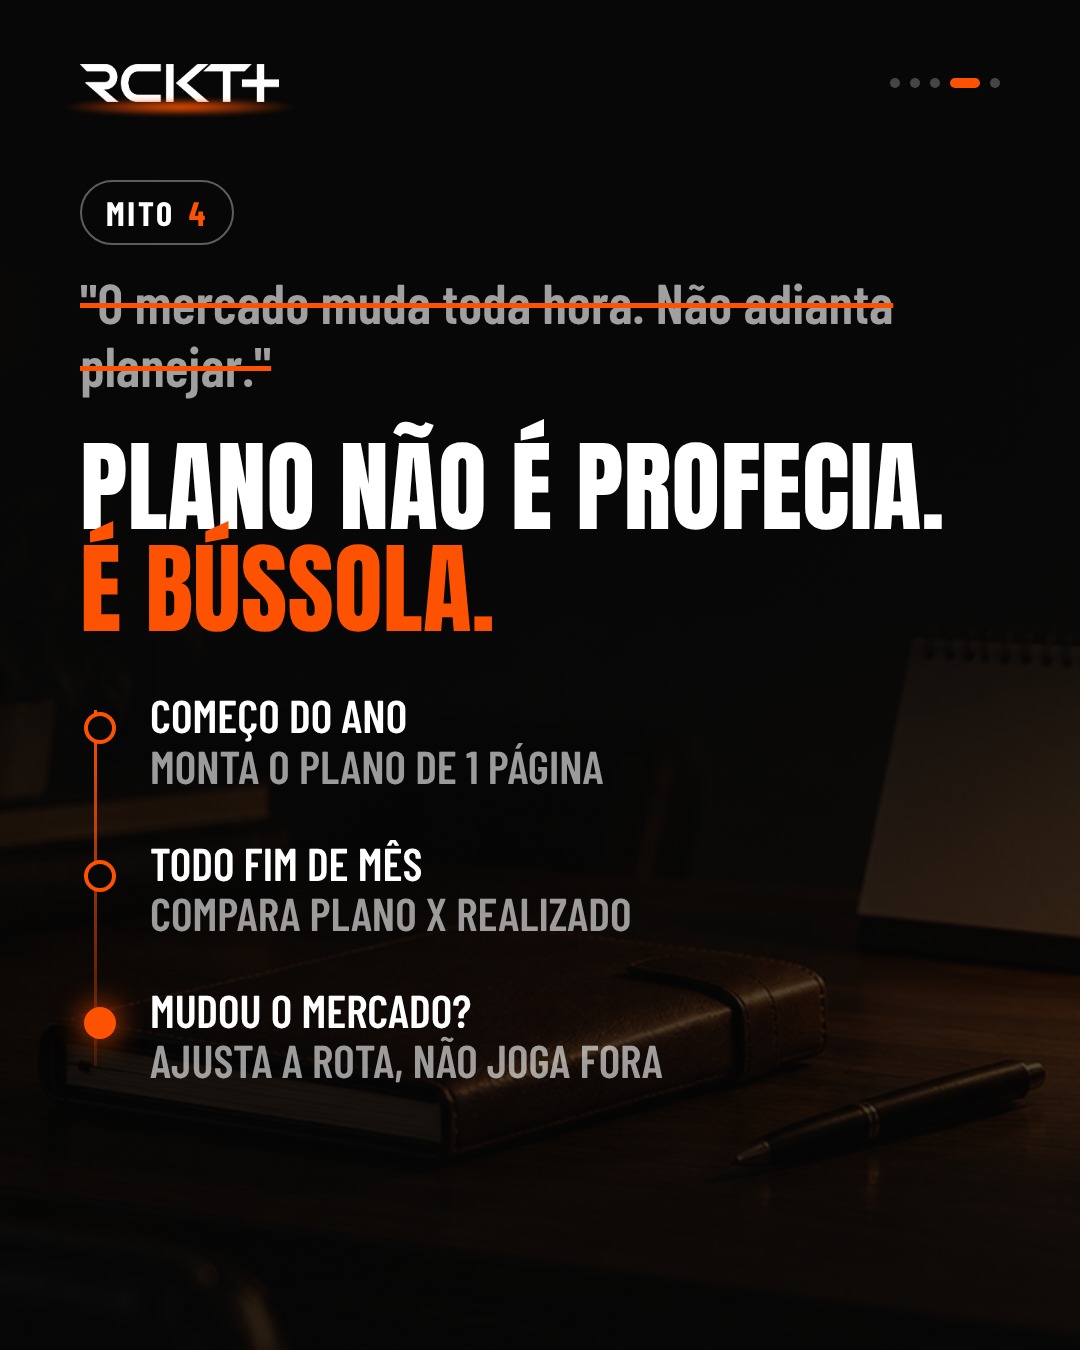 RCKT+
MITO 4
"O mercado muda toda hora. Não adianta
planejar."
PLANO NÃO É PROFECIA.
É BÚSSOLA.
COMEÇO DO ANO
MONTA O PLANO DE 1 PÁGINA
TODO FIM DE MÊS
COMPARA PLANO X REALIZADO
MUDOU O MERCADO?
AJUSTA A ROTA, NÃO JOGA FORA